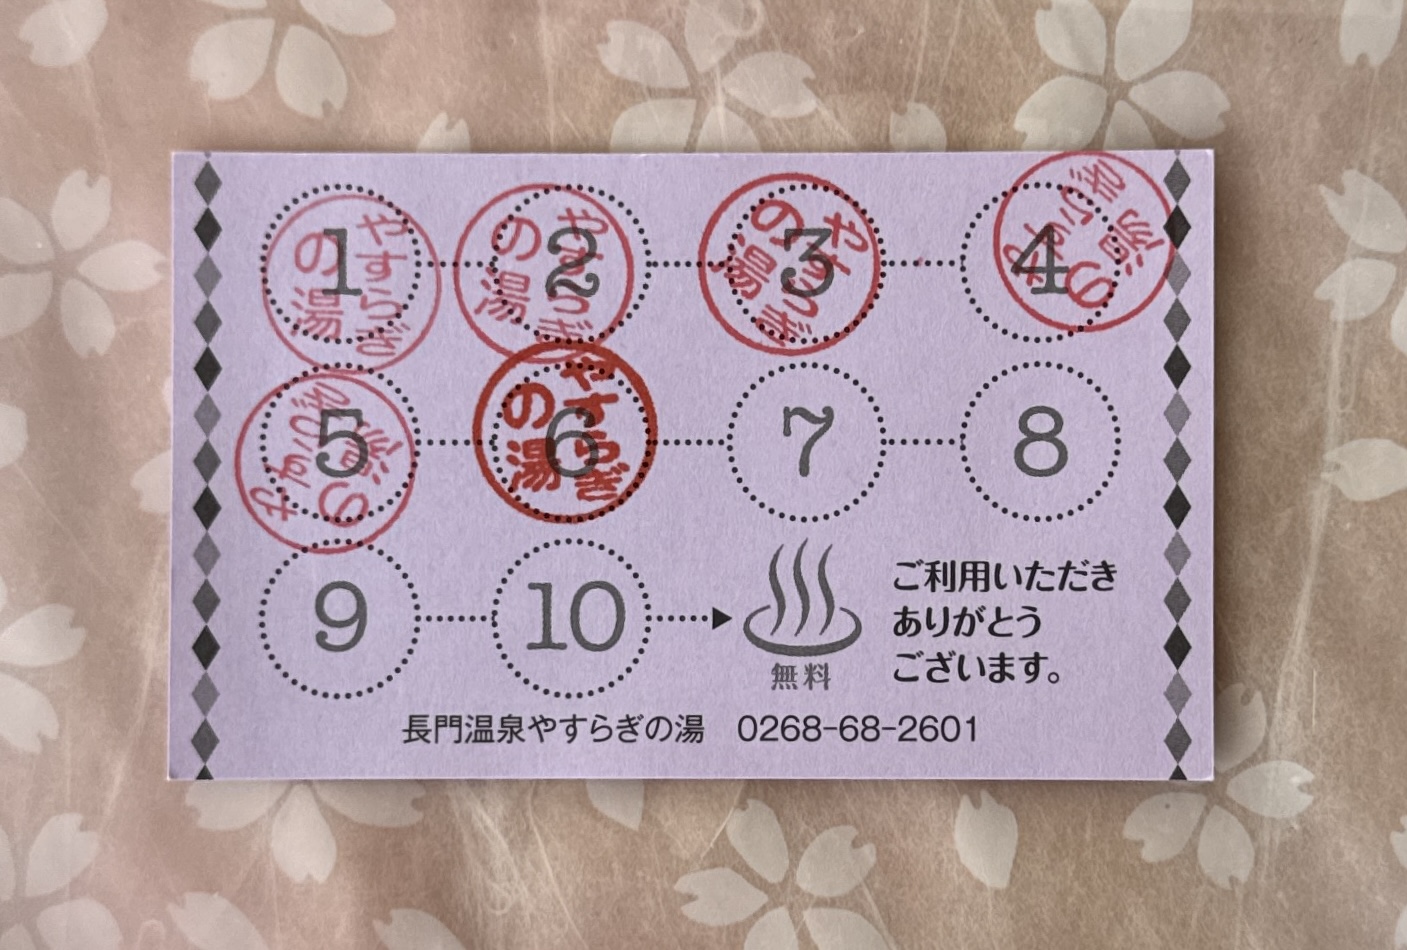 1 2 3 4
やすらぎの湯
やすらぎの湯
やすらぎの湯
やすらぎの湯
5 6 7 8
やすらぎの湯
やすらぎの湯
9 10
無料
ご利用いただき
ありがとう
ございます。
長門温泉やすらぎの湯 0268-68-2601